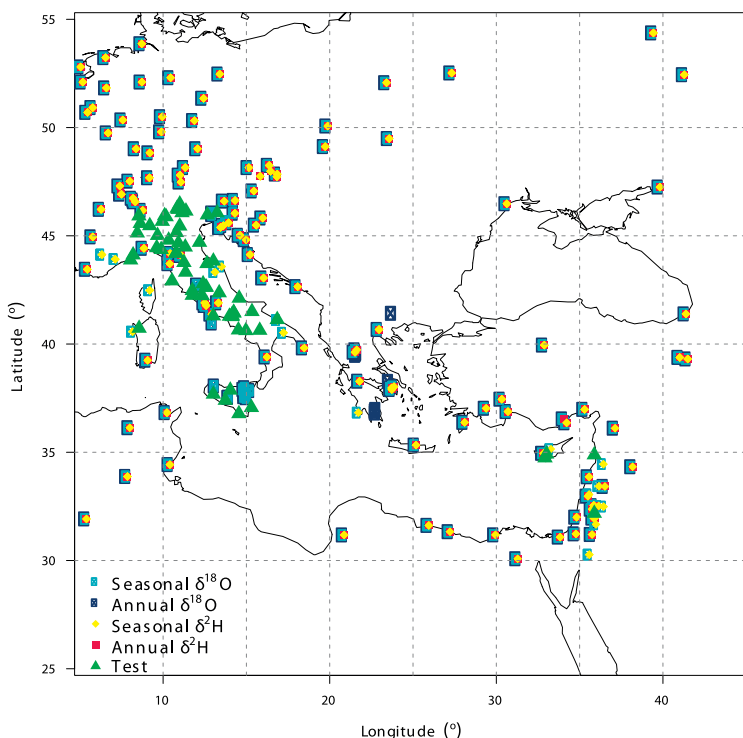 55
50
45
40
35
30
25
Latitude (º)
Seasonal δ¹⁸O
Annual δ¹⁸O
Seasonal δ²H
Annual δ²H
Test
10
20
30
40
Longitude (º)